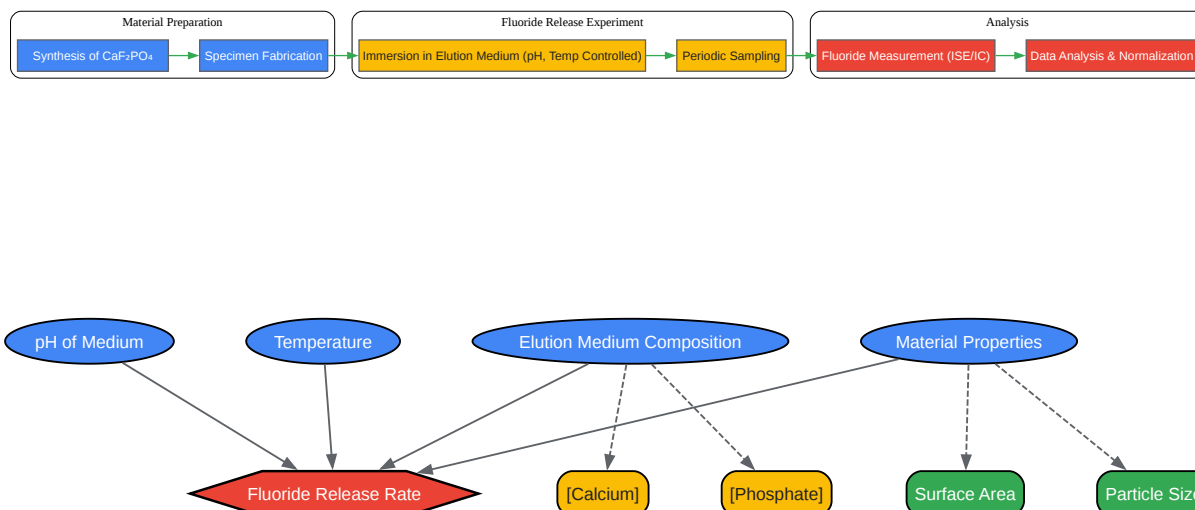 Material Preparation
Fluoride Release Experiment
Analysis
Synthesis of CaF₂PO₄
Specimen Fabrication
Immersion in Elution Medium (pH, Temp Controlled)
Periodic Sampling
Fluoride Measurement (ISE/IC)
Data Analysis & Normalization
pH of Medium
Temperature
Elution Medium Composition
Material Properties
Fluoride Release Rate
[Calcium]
[Phosphate]
Surface Area
Particle Size